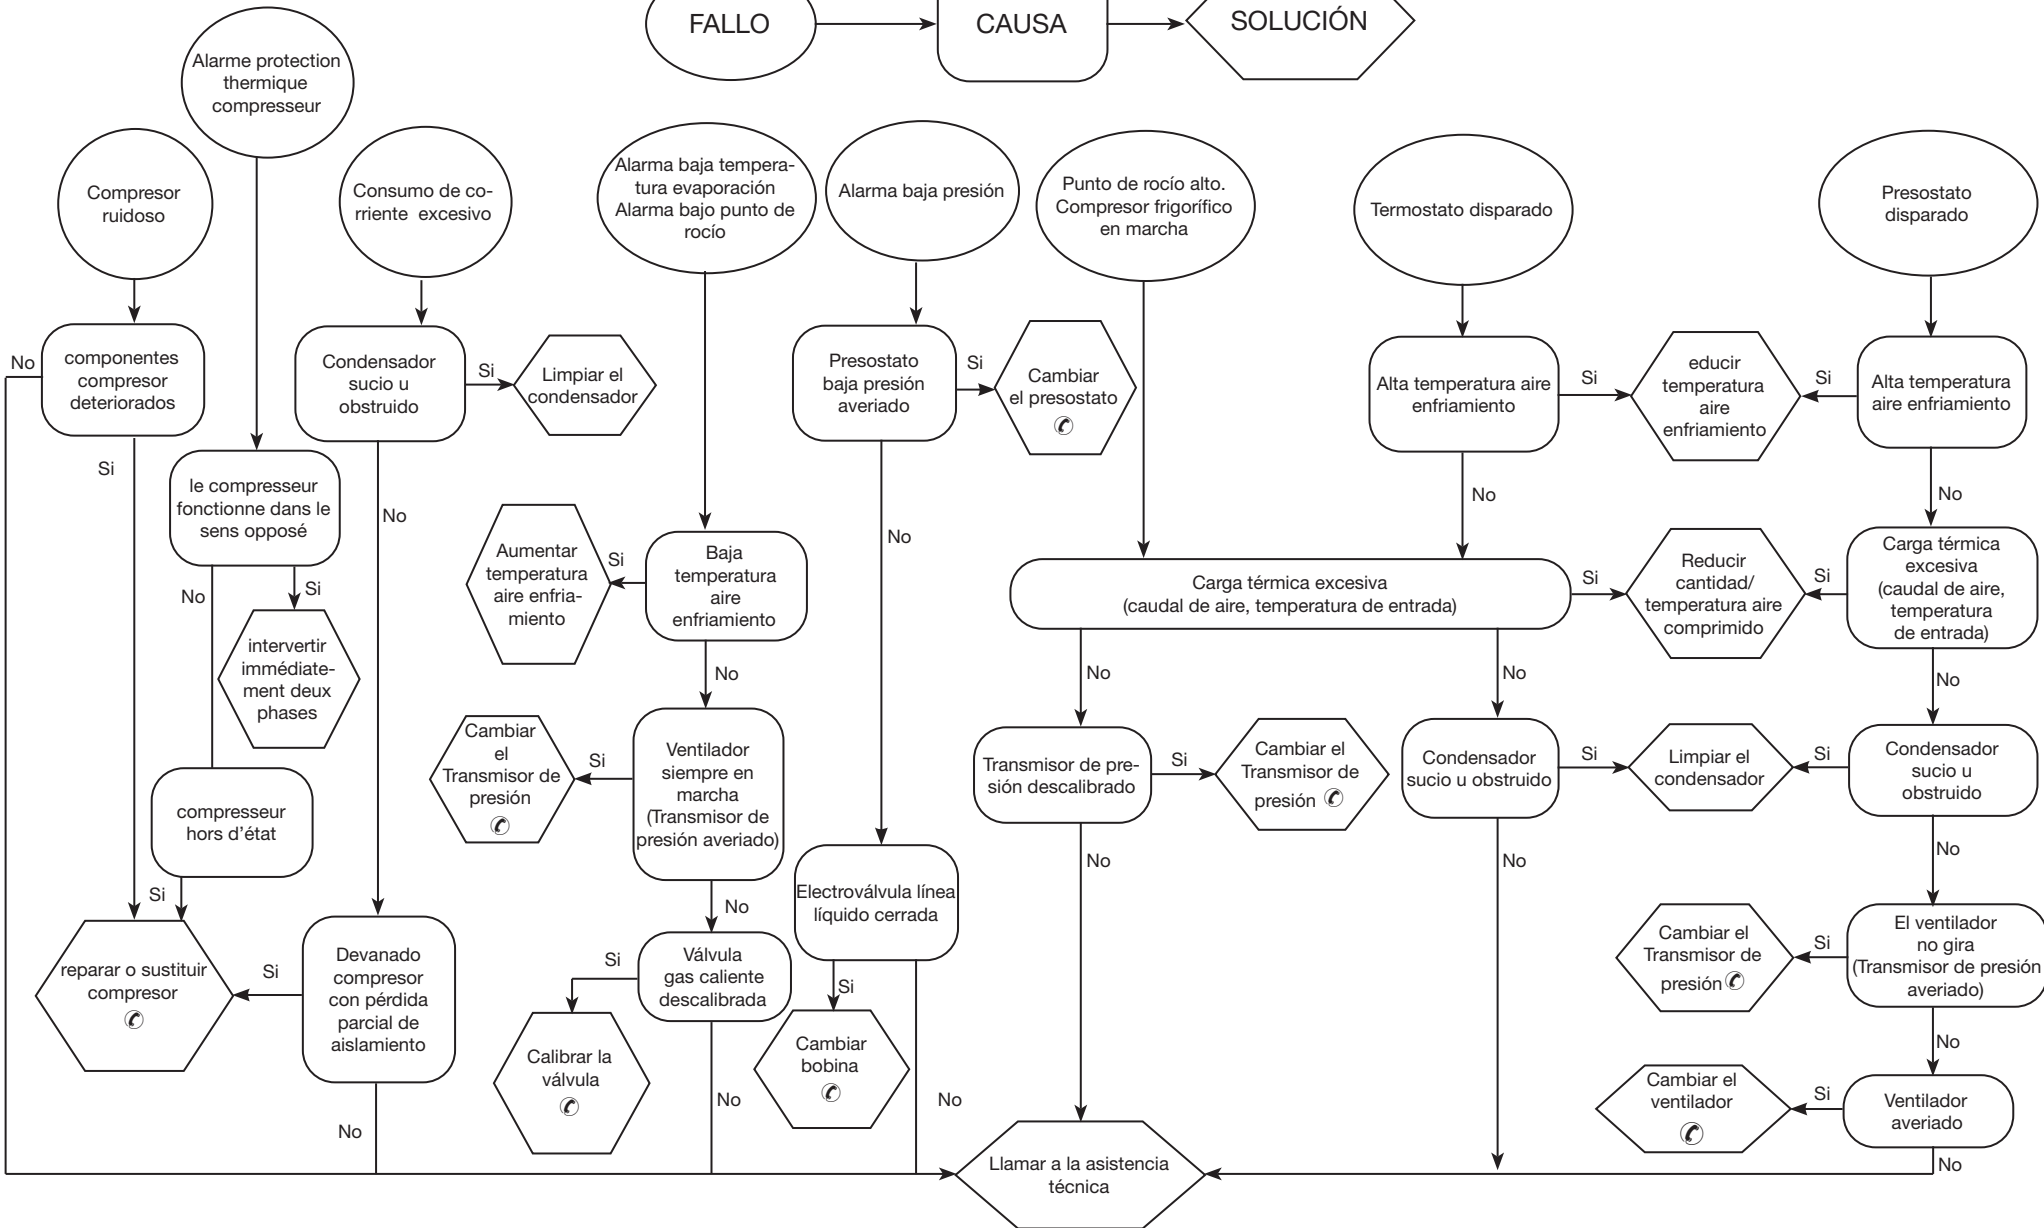 FALLO
CAUSA
SOLUCIÓN
Alarme protection
thermique
compresseur
Compresor
ruidoso
Consumo de co-
rriente excesivo
Alarma baja tempera-
tura evaporación
Alarma bajo punto de
rocío
Alarma baja presión
Punto de rocío alto.
Compresor frigorífico
en marcha
Termostato disparado
Presostato
disparado
No
componentes
compresor
deteriorados
Si
Condensador
sucio u
obstruido
Si
Limpiar el
condensador
No
Presostato
baja presión
averiado
Si
Cambiar
el presostato
✆
No
Alta temperatura aire
enfriamiento
Si
educir
temperatura
aire
enfriamiento
Si
Alta temperatura
aire enfriamiento
No
No
le compresseur
fonctionne dans le
sens opposé
No
Si
intervertir
immédiate-
ment deux
phases
Aumentar
temperatura
aire enfria-
miento
Si
Baja
temperatura
aire
enfriamiento
No
Carga térmica excesiva
(caudal de aire, temperatura de entrada)
Si
Reducir
cantidad/
temperatura aire
comprimido
Si
Carga térmica
excesiva
(caudal de aire,
temperatura
de entrada)
No
No
No
Cambiar
el
Transmisor de
presión
✆
Si
Ventilador
siempre en
marcha
(Transmisor de
presión averiado)
No
Transmisor de pre-
sión descalibrado
Si
Cambiar el
Transmisor de
presión ✆
No
Condensador
sucio u obstruido
Si
Limpiar el
condensador
Si
Condensador
sucio u
obstruido
No
No
compresseur
hors d'état
Si
Electroválvula línea
líquido cerrada
Si
No
reparar o sustituir
compresor
✆
Si
Devanado
compresor
con pérdida
parcial de
aislamiento
No
Si
Válvula
gas caliente
descalibrada
No
Calibrar la
válvula
✆
Cambiar
bobina
✆
Cambiar el
Transmisor de
presión ✆
Si
El ventilador
no gira
(Transmisor de presión
averiado)
No
Cambiar el
ventilador
✆
Si
Ventilador
averiado
No
Llamar a la asistencia
técnica